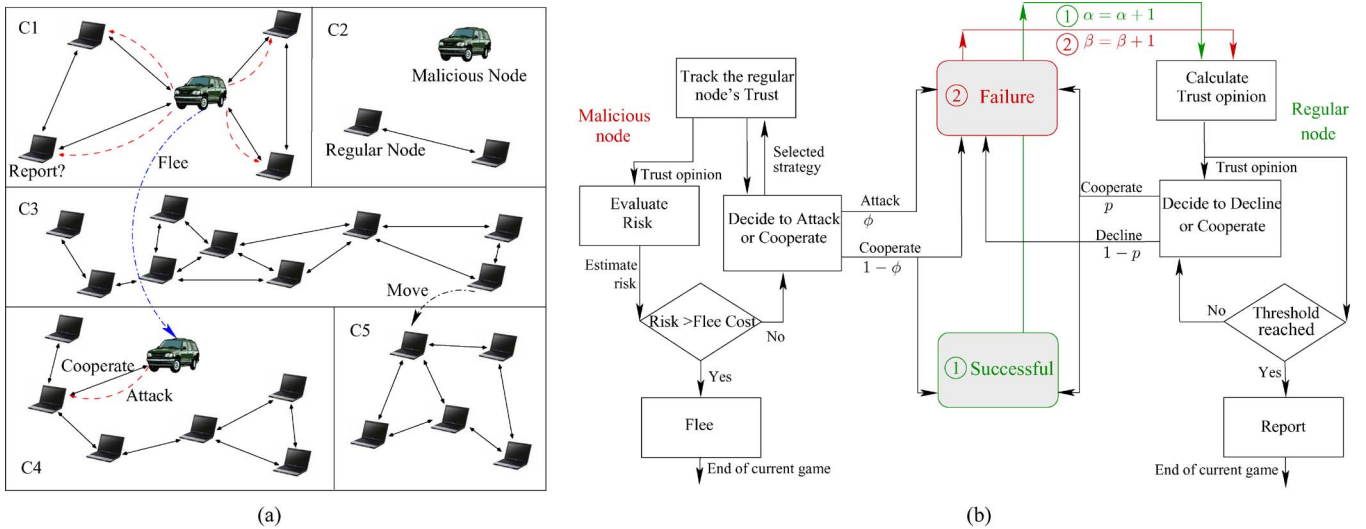 C1
Report?
Flee
C2
Malicious Node
Regular Node
C3
Move
C4
Cooperate
Attack
C5
(a)
Malicious
node
Track the regular
node's Trust
Trust opinion
Selected
strategy
Evaluate
Risk
Estimate
risk
Decide to Attack
or Cooperate
Attack
ϕ
Cooperate
1 − ϕ
Risk >Flee Cost
No
Yes
Flee
End of current game
② Failure
① Successful
① α = α + 1
② β = β + 1
Calculate
Trust opinion
Regular
node
Trust opinion
Decide to Decline
or Cooperate
Cooperate
p
Decline
1 − p
Threshold
reached
No
Yes
Report
End of current game
(b)